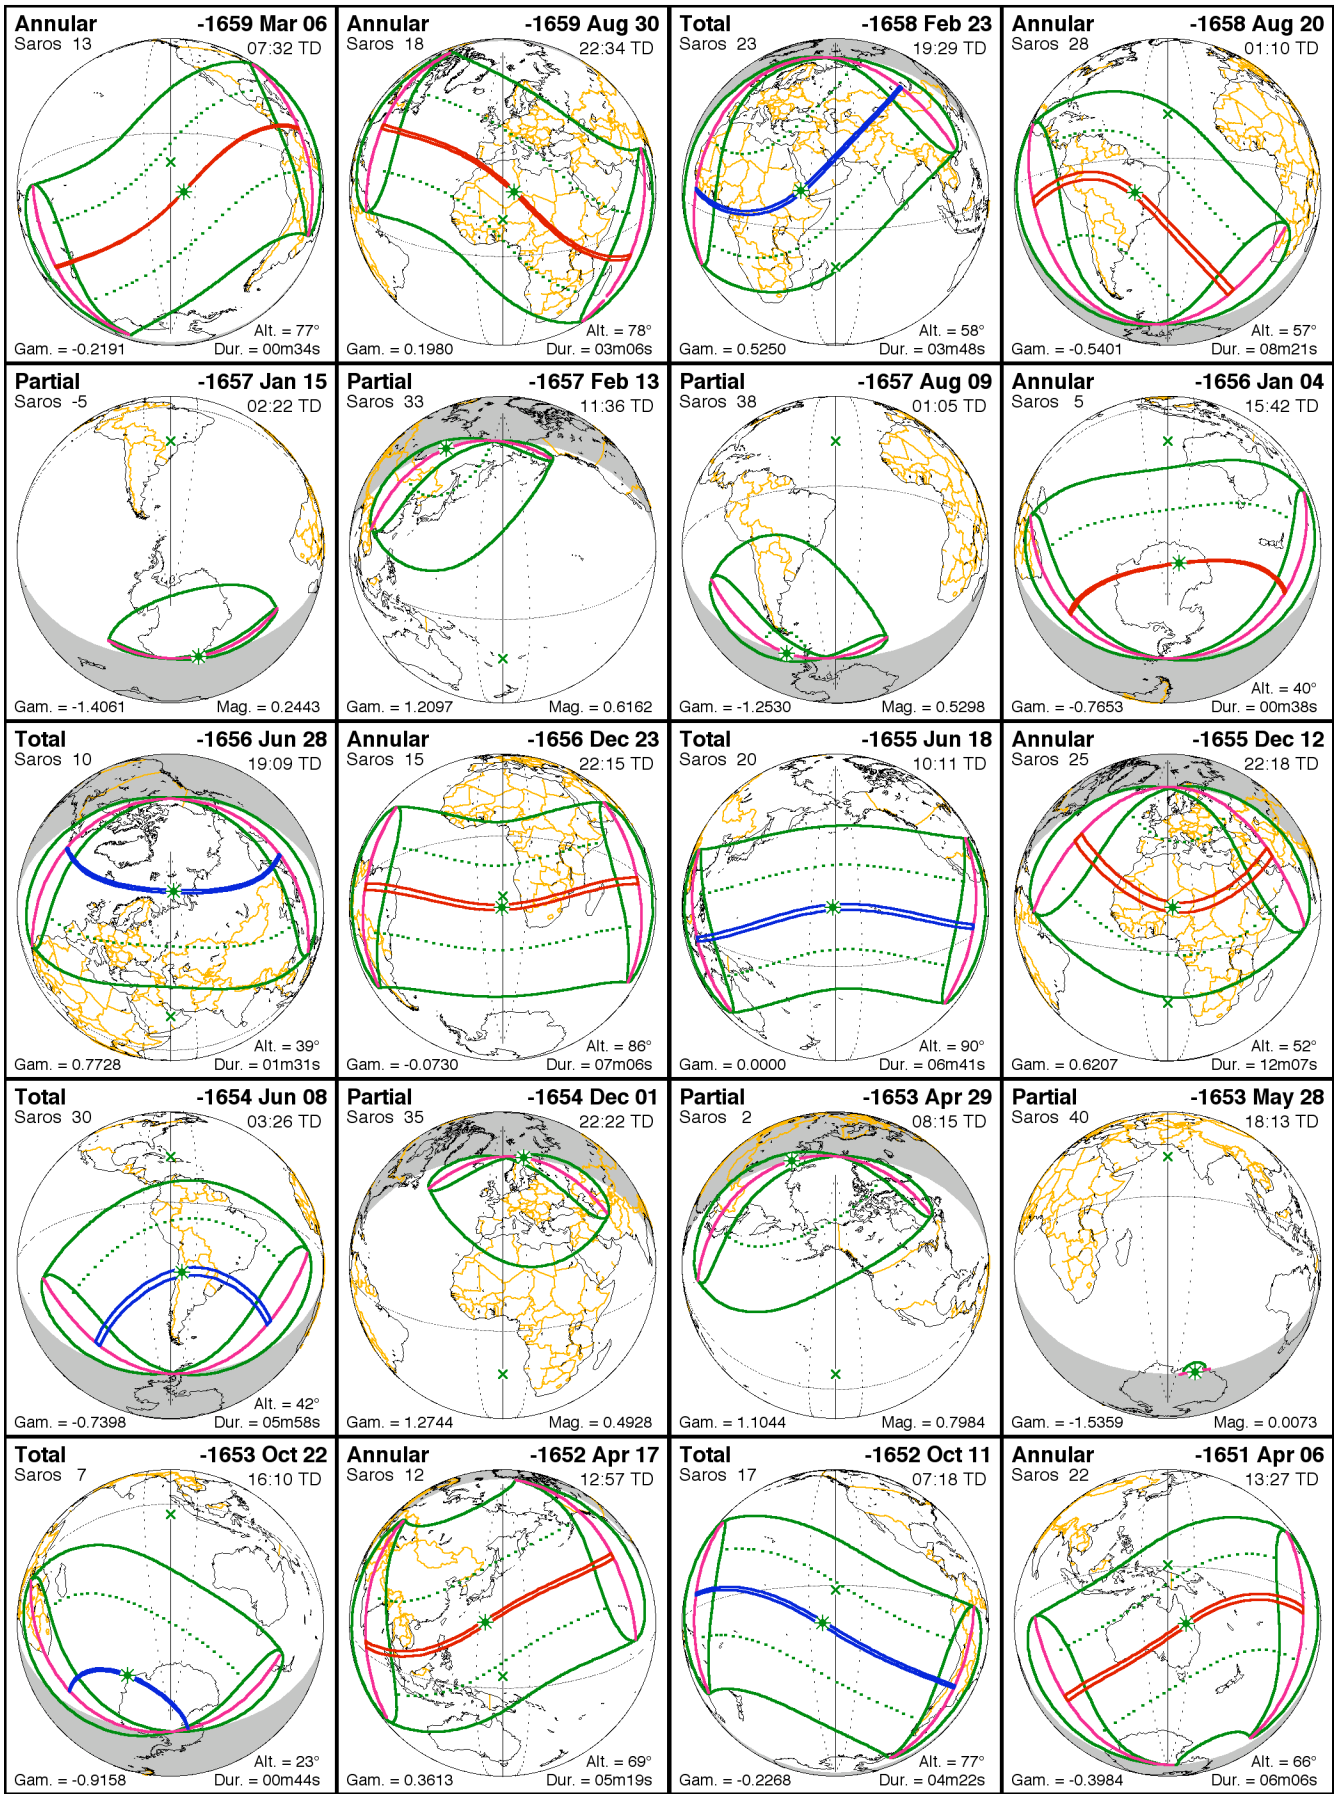 Annular -1659 Mar 06
Saros 13 07:32 TD
Alt. = 77°
Gam. = -0.2191 Dur. = 00m34s
Annular -1659 Aug 30
Saros 18 22:34 TD
Alt. = 78°
Gam. = 0.1980 Dur. = 03m06s
Total -1658 Feb 23
Saros 23 19:29 TD
Alt. = 58°
Gam. = 0.5250 Dur. = 03m48s
Annular -1658 Aug 20
Saros 28 01:10 TD
Alt. = 57°
Gam. = -0.5401 Dur. = 08m21s
Partial -1657 Jan 15
Saros -5 02:22 TD
Gam. = -1.4061 Mag. = 0.2443
Partial -1657 Feb 13
Saros 33 11:36 TD
Gam. = 1.2097 Mag. = 0.6162
Partial -1657 Aug 09
Saros 38 01:05 TD
Gam. = -1.2530 Mag. = 0.5298
Annular -1656 Jan 04
Saros 5 15:42 TD
Alt. = 40°
Gam. = -0.7653 Dur. = 00m38s
Total -1656 Jun 28
Saros 10 19:09 TD
Alt. = 39°
Gam. = 0.7728 Dur. = 01m31s
Annular -1656 Dec 23
Saros 15 22:15 TD
Alt. = 86°
Gam. = -0.0730 Dur. = 07m06s
Total -1655 Jun 18
Saros 20 10:11 TD
Alt. = 90°
Gam. = 0.0000 Dur. = 06m41s
Annular -1655 Dec 12
Saros 25 22:18 TD
Alt. = 52°
Gam. = 0.6207 Dur. = 12m07s
Total -1654 Jun 08
Saros 30 03:26 TD
Alt. = 42°
Gam. = -0.7398 Dur. = 05m58s
Partial -1654 Dec 01
Saros 35 22:22 TD
Gam. = 1.2744 Mag. = 0.4928
Partial -1653 Apr 29
Saros 2 08:15 TD
Gam. = 1.1044 Mag. = 0.7984
Partial -1653 May 28
Saros 40 18:13 TD
Gam. = -1.5359 Mag. = 0.0073
Total -1653 Oct 22
Saros 7 16:10 TD
Alt. = 23°
Gam. = -0.9158 Dur. = 00m44s
Annular -1652 Apr 17
Saros 12 12:57 TD
Alt. = 69°
Gam. = 0.3613 Dur. = 05m19s
Total -1652 Oct 11
Saros 17 07:18 TD
Alt. = 77°
Gam. = -0.2268 Dur. = 04m22s
Annular -1651 Apr 06
Saros 22 13:27 TD
Alt. = 66°
Gam. = -0.3984 Dur. = 06m06s